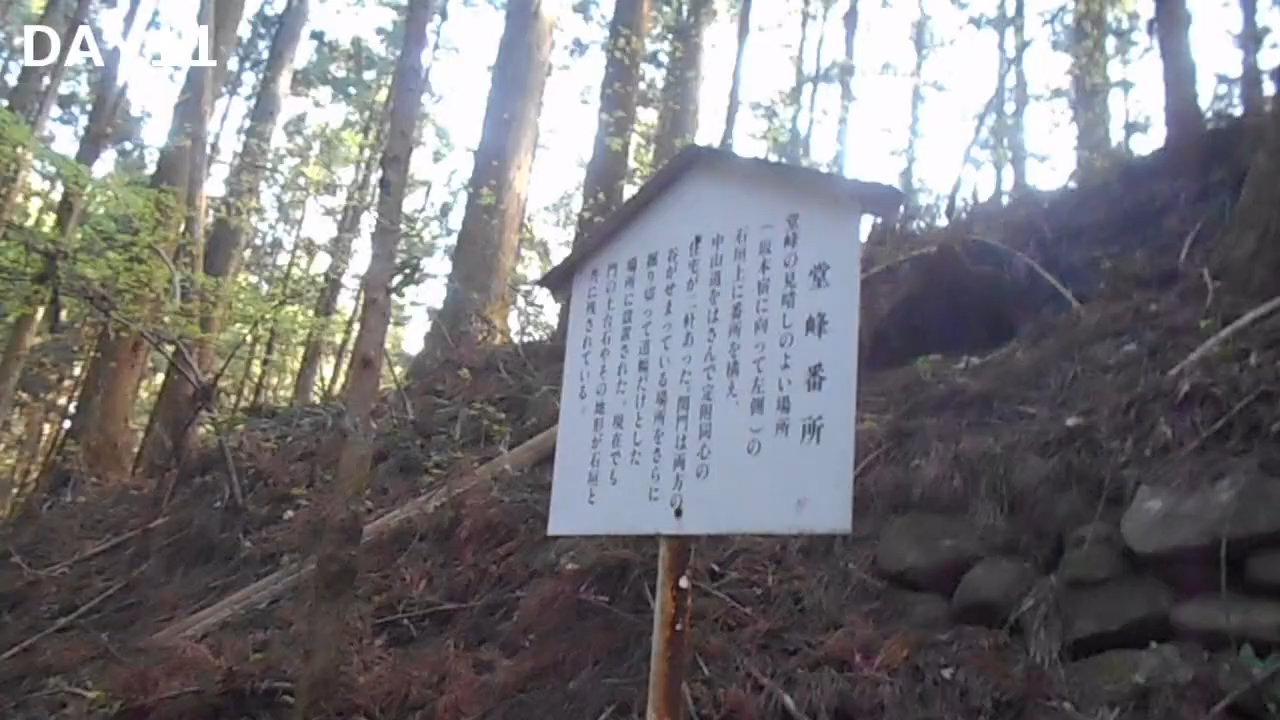 DAY 11
堂峰番所
堂峰の見晴しのよい場所
（坂本宿に向って左側）の
石垣上に番所を構え、
中山道をはさんで定附同心の
住宅が二軒あった。関門は両方の
谷がせまっている場所をさらに
掘り切って道幅だけとした
場所に設置された。現在でも
門の土台石やその地形が石垣と
共に残されている。